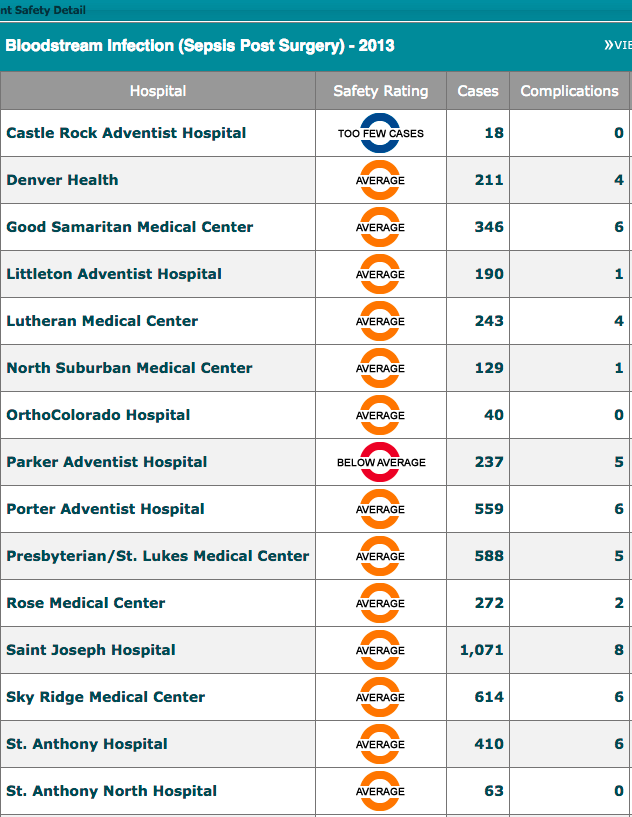 nt Safety Detail
Bloodstream Infection (Sepsis Post Surgery) - 2013 »VIE
Hospital Safety Rating Cases Complications
Castle Rock Adventist Hospital TOO FEW CASES 18 0
Denver Health AVERAGE 211 4
Good Samaritan Medical Center AVERAGE 346 6
Littleton Adventist Hospital AVERAGE 190 1
Lutheran Medical Center AVERAGE 243 4
North Suburban Medical Center AVERAGE 129 1
OrthoColorado Hospital AVERAGE 40 0
Parker Adventist Hospital BELOW AVERAGE 237 5
Porter Adventist Hospital AVERAGE 559 6
Presbyterian/St. Lukes Medical Center AVERAGE 588 5
Rose Medical Center AVERAGE 272 2
Saint Joseph Hospital AVERAGE 1,071 8
Sky Ridge Medical Center AVERAGE 614 6
St. Anthony Hospital AVERAGE 410 6
St. Anthony North Hospital AVERAGE 63 0